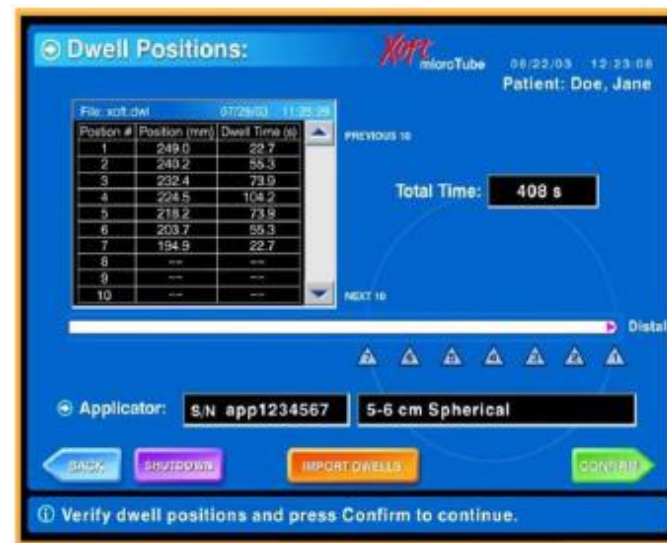 Dwell Positions:
Xoft microTube
08/22/03 12:23:08
Patient: Doe, Jane
File: xoft.dwl 07/29/03 11:25:29
Postion # Position (mm) Dwell Time (s)
1 249.0 22.7
2 240.2 55.3
3 232.4 73.9
4 224.5 104.2
5 218.2 73.9
6 203.7 55.3
7 194.9 22.7
8 -- --
9 -- --
10 -- --
PREVIOUS 10
NEXT 10
Total Time: 408 s
Distal
7 6 5 4 3 2 1
Applicator: S/N app1234567 5-6 cm Spherical
BACK SHUTDOWN IMPORT DWELLS CONFIRM
Verify dwell positions and press Confirm to continue.